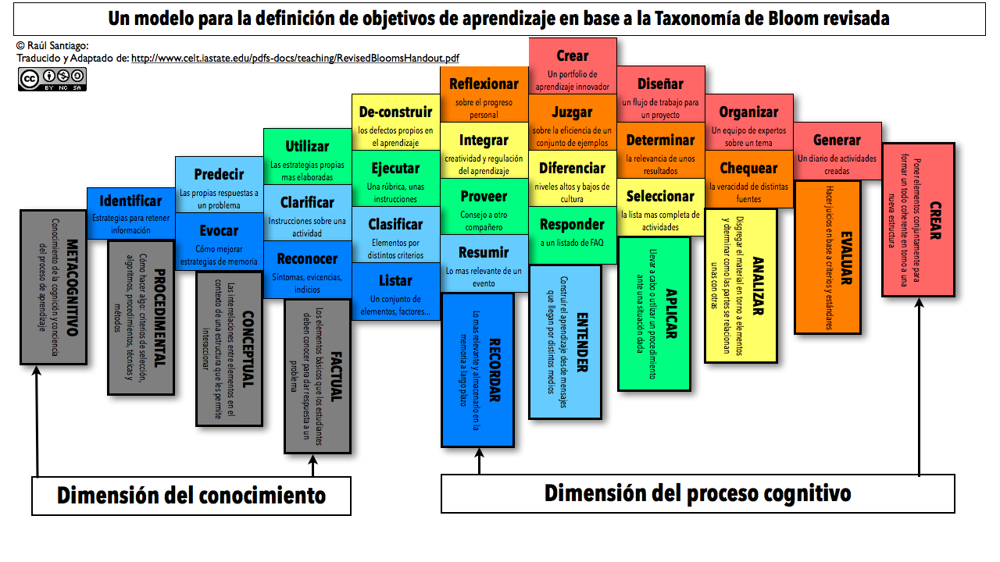 Un modelo para la definición de objetivos de aprendizaje en base a la Taxonomía de Bloom revisada
© Raúl Santiago:
Traducido y Adaptado de: http://www.celt.iastate.edu/pdfs-docs/teaching/RevisedBloomsHandout.pdf
cc
BY NC SA
Crear
Un portfolio de
aprendizaje innovador
Reflexionar
sobre el progreso
personal
Diseñar
un flujo de trabajo para
un proyecto
De-construir
los defectos propios en
el aprendizaje
Juzgar
sobre la eficiencia de un
conjunto de ejemplos
Organizar
Un equipo de expertos
sobre un tema
Utilizar
Las estrategias propias
mas elaboradas
Integrar
creatividad y regulación
del aprendizaje
Determinar
la relevancia de unos
resultados
Generar
Un diario de actividades
creadas
Predecir
Las propias respuestas a
un problema
Ejecutar
Una rúbrica, unas
instrucciones
Diferenciar
niveles altos y bajos de
cultura
Chequear
la veracidad de distintas
fuentes
Identificar
Estrategias para retener
información
Clarificar
Instrucciones sobre una
actividad
Proveer
Consejo a otro
compañero
Seleccionar
la lista mas completa de
actividades
Evocar
Cómo mejorar
estrategias de memoria
Clasificar
Elementos por
distintos criterios
Responder
a un listado de FAQ
Reconocer
Síntomas, evicencias,
indicios
Resumir
Lo mas relevante de un
evento
Listar
Un conjunto de
elementos, factores...
METACOGNITIVO
Conocimiento de la cognición y conciencia
del proceso de aprendizaje
PROCEDIMENTAL
Cómo hacer algo: criterios de selección,
algoritmos, procedimientos, técnicas y
métodos
CONCEPTUAL
Las interrelaciones entre elementos en el
contexto de una estructura que les permite
interaccionar
FACTUAL
Los elementos básicos que los estudiantes
deben conocer para dar respuesta a un
problema
RECORDAR
Lo mas relevante y almacenarlo en la
memoria a largo plazo
ENTENDER
Construir el aprendizaje desde mensajes
que llegan por distintos medios
APLICAR
Llevar a cabo o utlizar un procedimiento
ante una situación dada
ANALIZAR
Disgregar el material en torno a elementos
y dterminar como las partes se relacionan
unas con otras
EVALUAR
Hacer juicios en base a criterios y estándares
CREAR
Poner elementos conjuntamente para
formar un todo coherente en torno a una
nueva estructura
Dimensión del conocimiento
Dimensión del proceso cognitivo